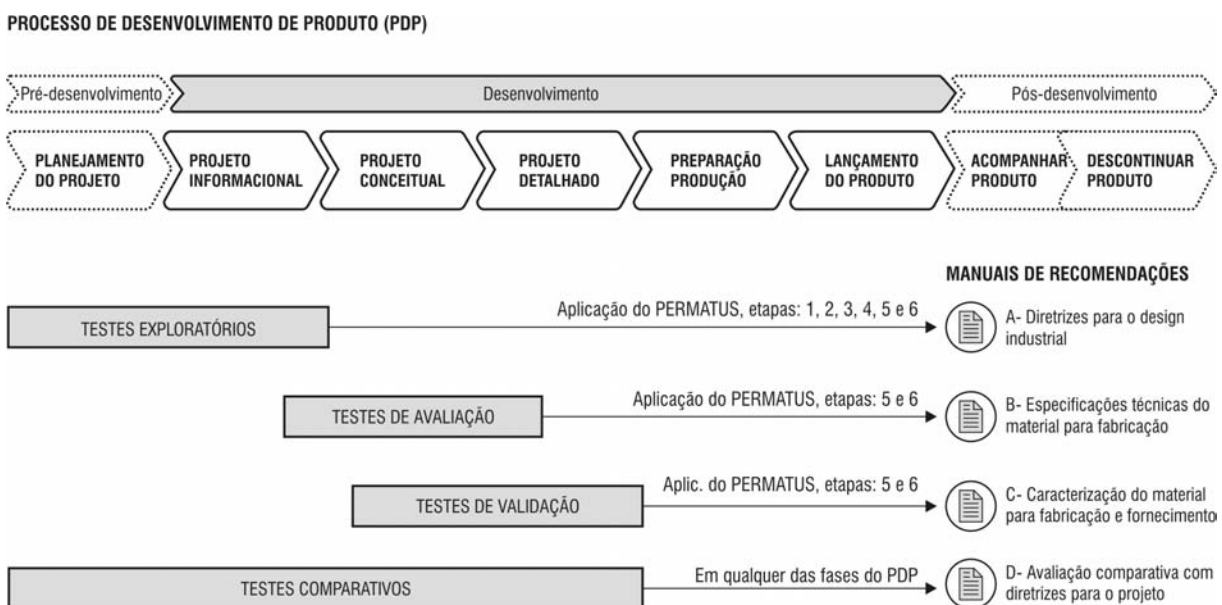 PROCESSO DE DESENVOLVIMENTO DE PRODUTO (PDP)
Pré-desenvolvimento
Desenvolvimento
Pós-desenvolvimento
PLANEJAMENTO
DO PROJETO
PROJETO
INFORMACIONAL
PROJETO
CONCEITUAL
PROJETO
DETALHADO
PREPARAÇÃO
PRODUÇÃO
LANÇAMENTO
DO PRODUTO
ACOMPANHAR
PRODUTO
DESCONTINUAR
PRODUTO
MANUAIS DE RECOMENDAÇÕES
TESTES EXPLORATÓRIOS
Aplicação do PERMATUS, etapas: 1, 2, 3, 4, 5 e 6
A- Diretrizes para o design
industrial
TESTES DE AVALIAÇÃO
Aplicação do PERMATUS, etapas: 5 e 6
B- Especificações técnicas do
material para fabricação
TESTES DE VALIDAÇÃO
Aplic. do PERMATUS, etapas: 5 e 6
C- Caracterização do material
para fabricação e fornecimento
TESTES COMPARATIVOS
Em qualquer das fases do PDP
D- Avaliação comparativa com
diretrizes para o projeto